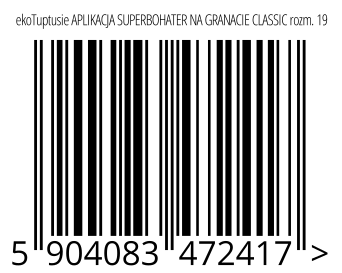 ekoTuptusie APLIKACJA SUPERBOHATER NA GRANACIE CLASSIC rozm. 19
5 904083 472417 >